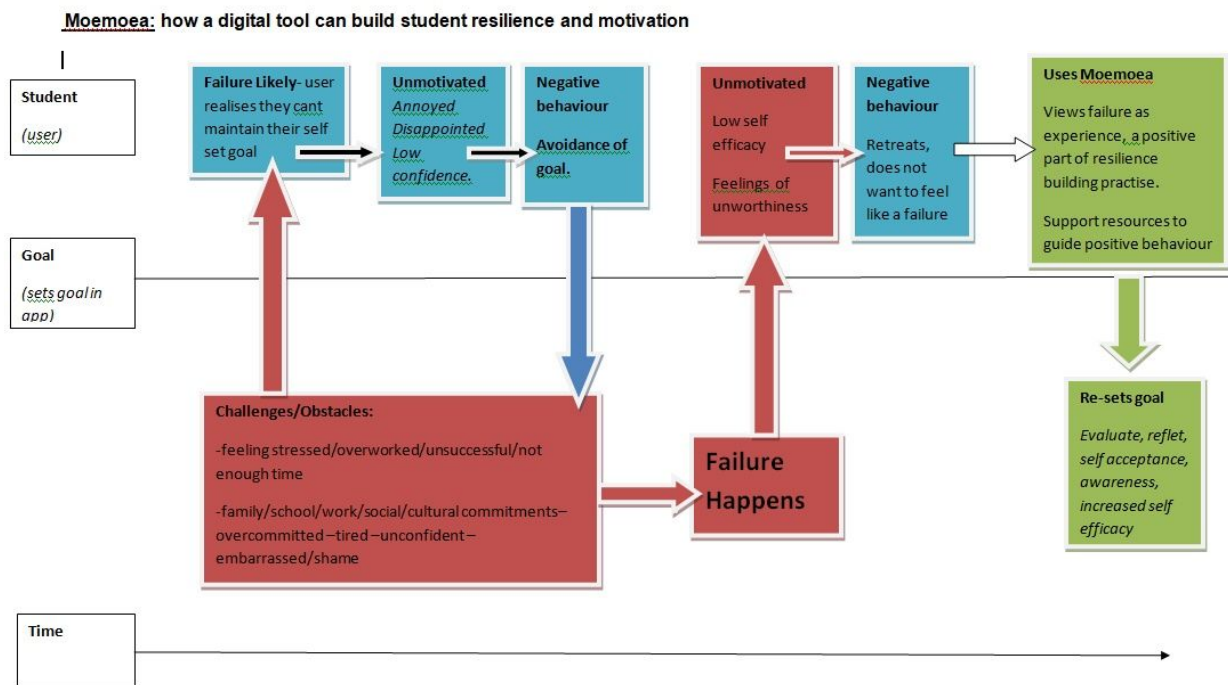 Moemoea: how a digital tool can build student resilience and motivation
Student
(user)
Failure Likely- user
realises they cant
maintain their self
set goal
Unmotivated
Annoyed
Disappointed
Low
confidence.
Negative
behaviour
Avoidance of
goal.
Unmotivated
Low self
efficacy
Feelings of
unworthiness
Negative
behaviour
Retreats,
does not
want to feel
like a failure
Uses Moemoea
Views failure as
experience, a positive
part of resilience
building practise.
Support resources to
guide positive behaviour
Goal
(sets goal in
app)
Challenges/Obstacles:
-feeling stressed/overworked/unsuccessful/not
enough time
-family/school/work/social/cultural commitments–
overcommitted –tired –unconfident –
embarrassed/shame
Failure
Happens
Re-sets goal
Evaluate, reflet,
self acceptance,
awareness,
increased self
efficacy
Time